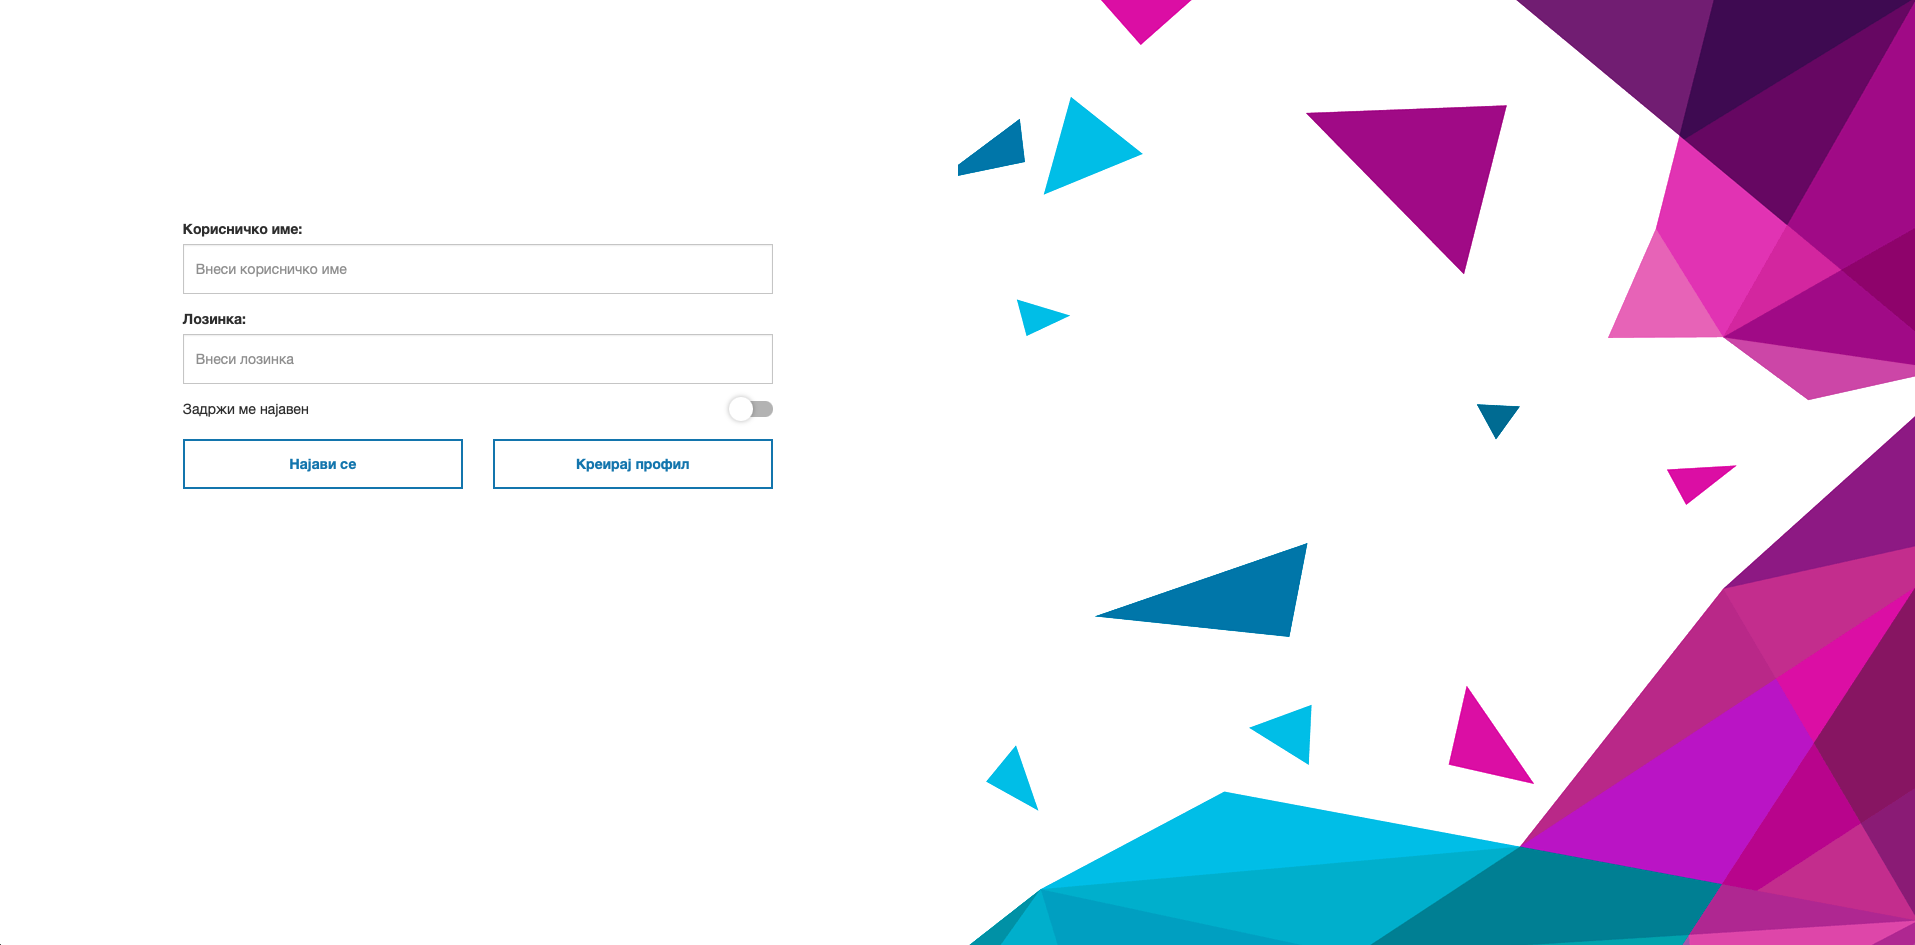 Корисничко име:
Внеси корисничко име
Лозинка:
Внеси лозинка
Задржи ме најавен
Најави се
Креирај профил